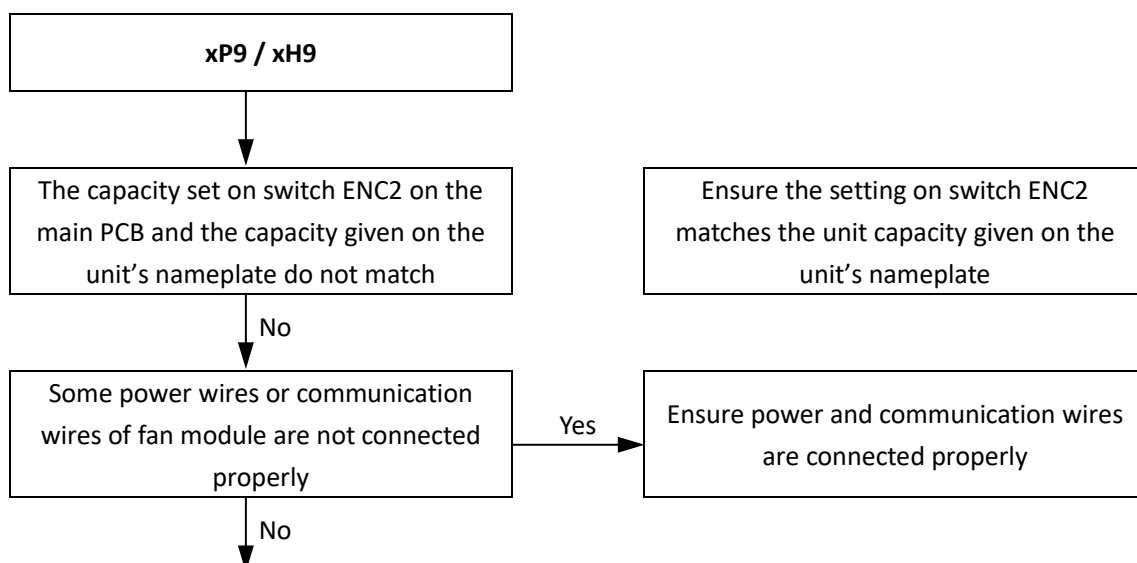 xP9 / xH9
The capacity set on switch ENC2 on the
main PCB and the capacity given on the
unit’s nameplate do not match
Ensure the setting on switch ENC2
matches the unit capacity given on the
unit’s nameplate
No
Some power wires or communication
wires of fan module are not connected
properly
Yes
Ensure power and communication wires
are connected properly
No